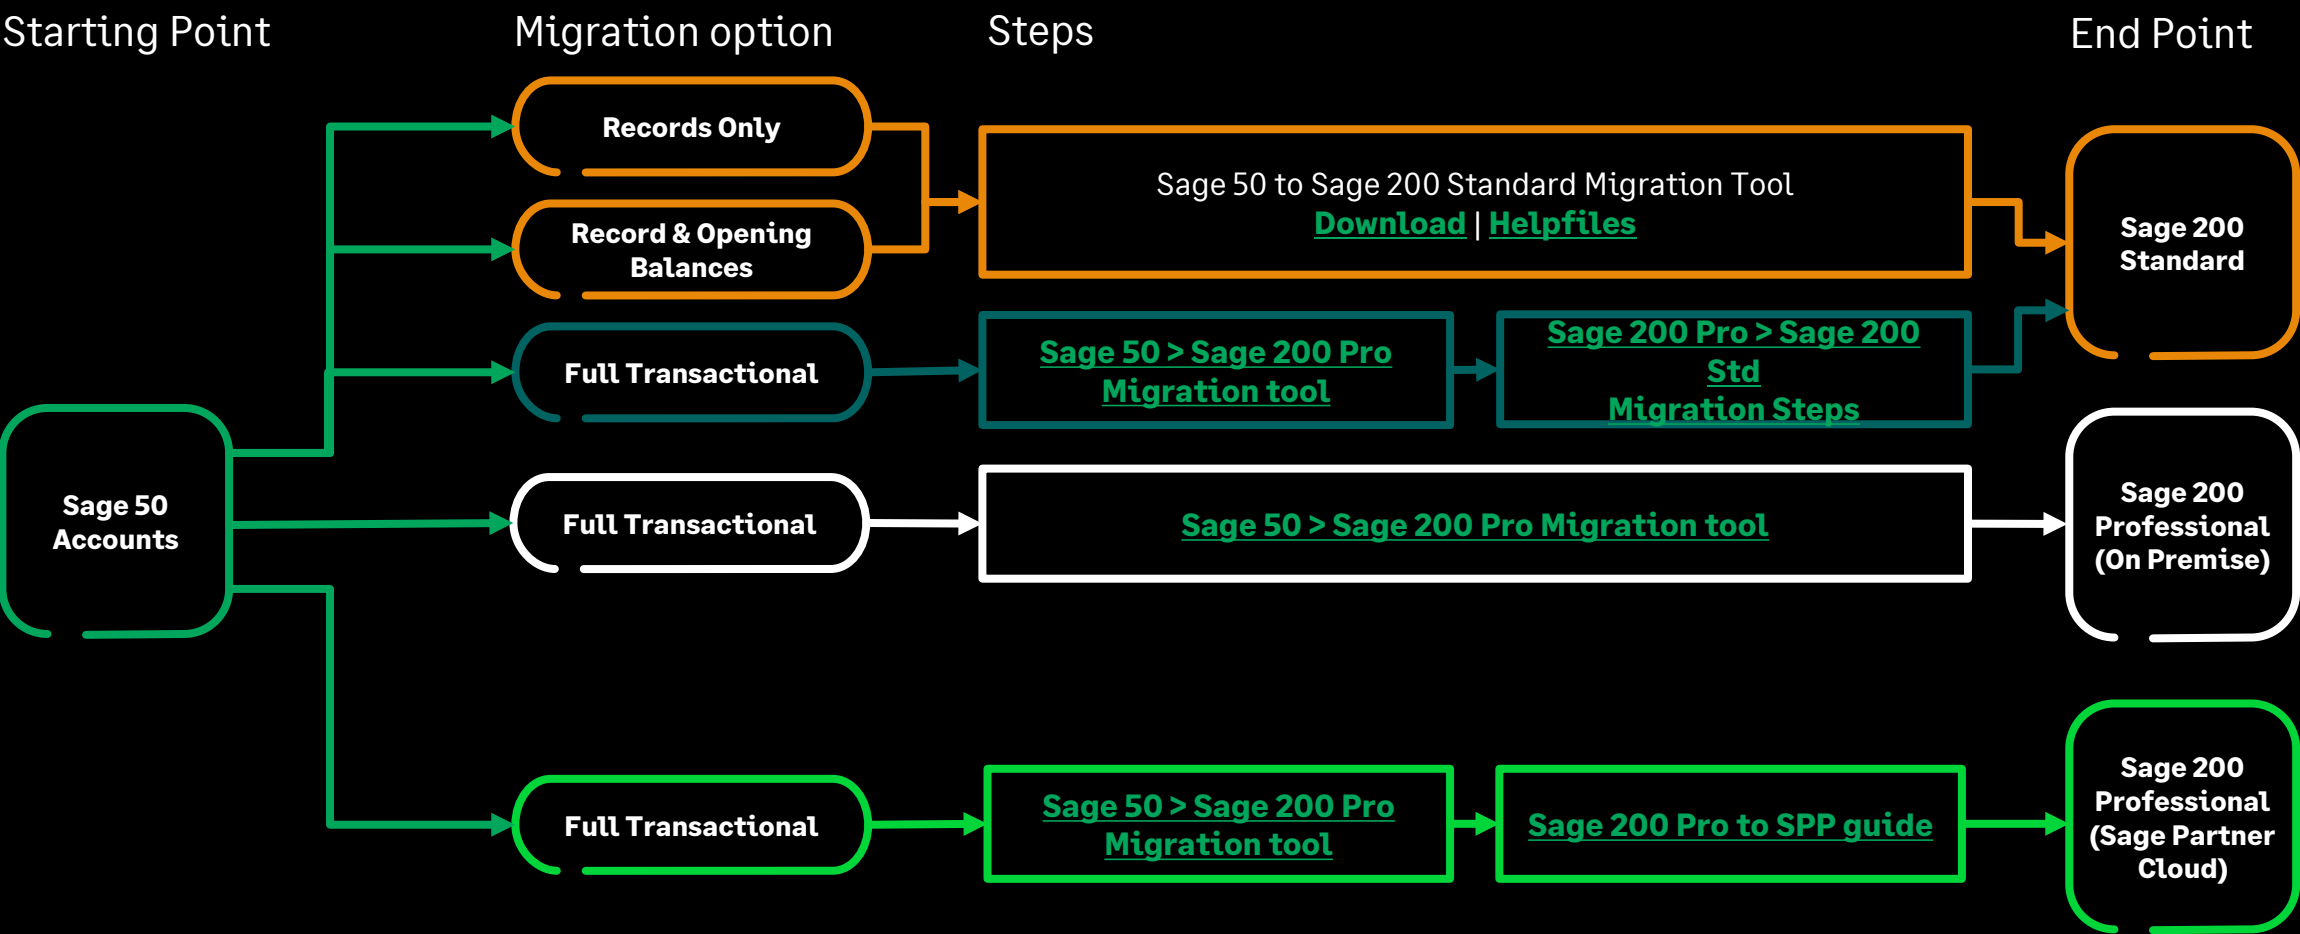 Starting Point
Migration option
Steps
End Point
Records Only
Record & Opening
Balances
Sage 50 to Sage 200 Standard Migration Tool
Download | Helpfiles
Sage 200
Standard
Full Transactional
Sage 50 > Sage 200 Pro
Migration tool
Sage 200 Pro > Sage 200
Std
Migration Steps
Sage 50
Accounts
Full Transactional
Sage 50 > Sage 200 Pro Migration tool
Sage 200
Professional
(On Premise)
Full Transactional
Sage 50 > Sage 200 Pro
Migration tool
Sage 200 Pro to SPP guide
Sage 200
Professional
(Sage Partner
Cloud)